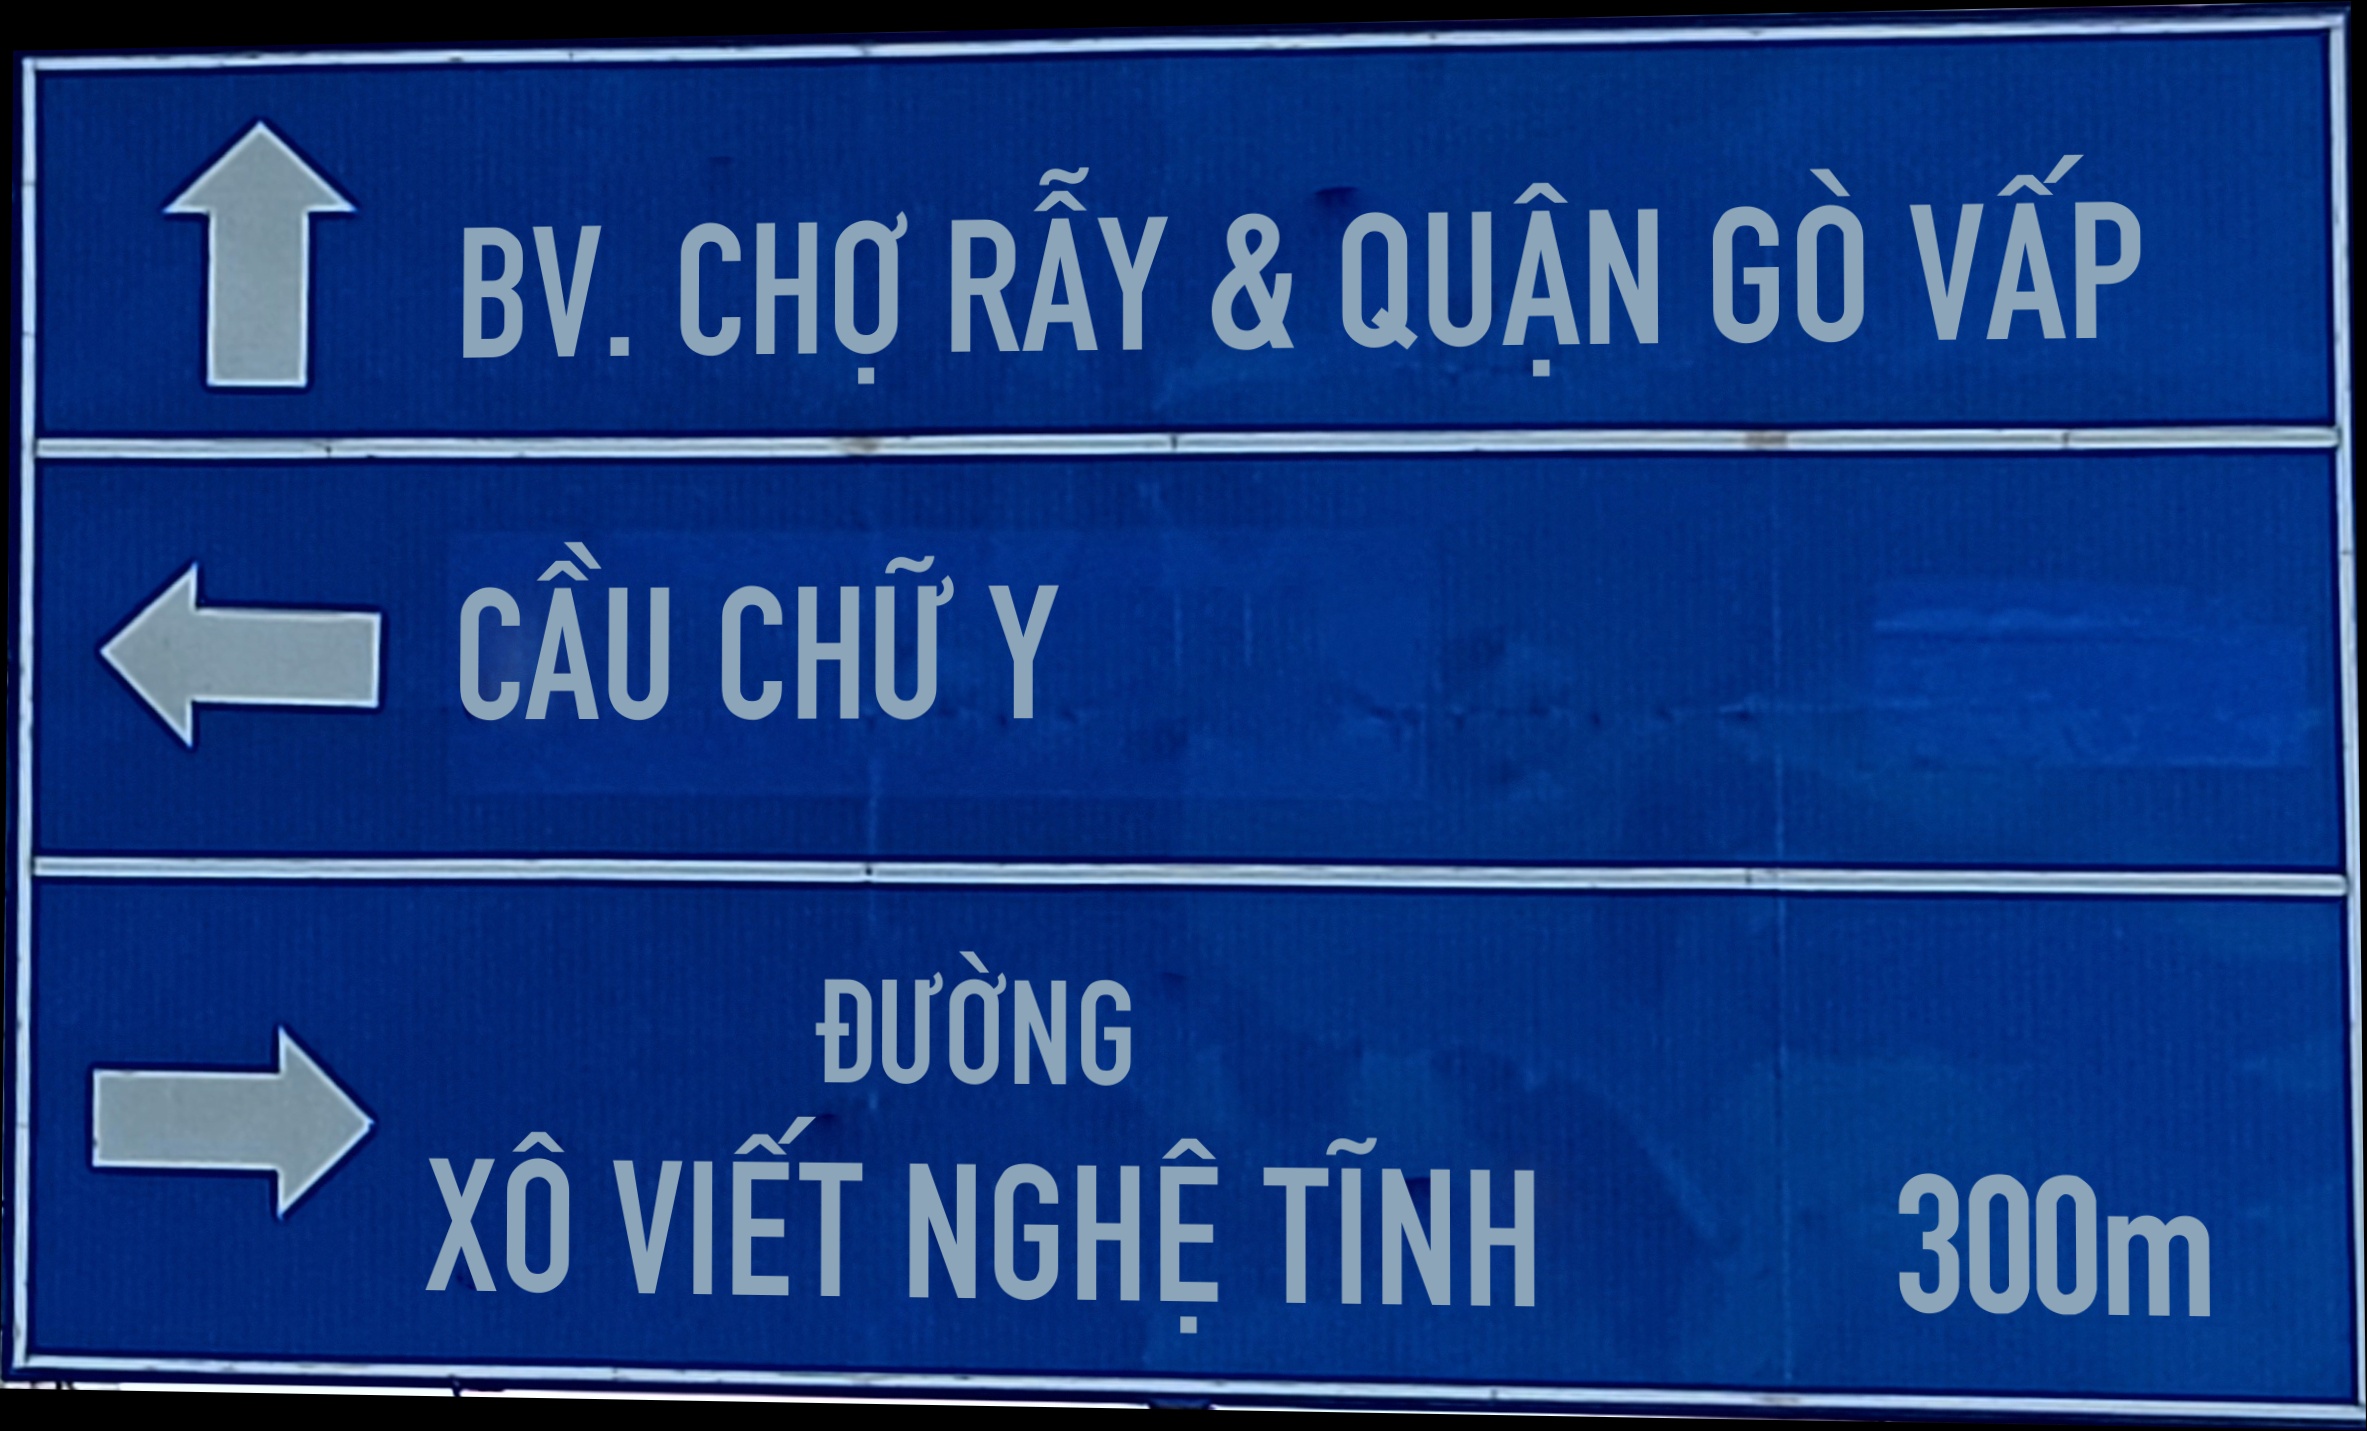 BV. CHỢ RẪY & QUẬN GÒ VẤP
CẦU CHỮ Y
ĐƯỜNG
XÔ VIẾT NGHỆ TĨNH 300m